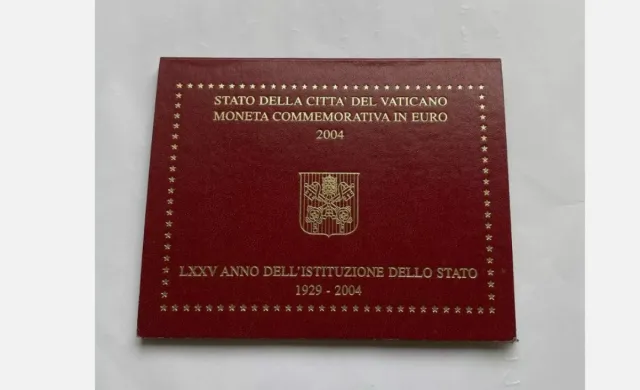 STATO DELLA CITTA' DEL VATICANO
MONETA COMMEMORATIVA IN EURO
2004
LXXV ANNO DELL'ISTITUZIONE DELLO STATO
1929 - 2004